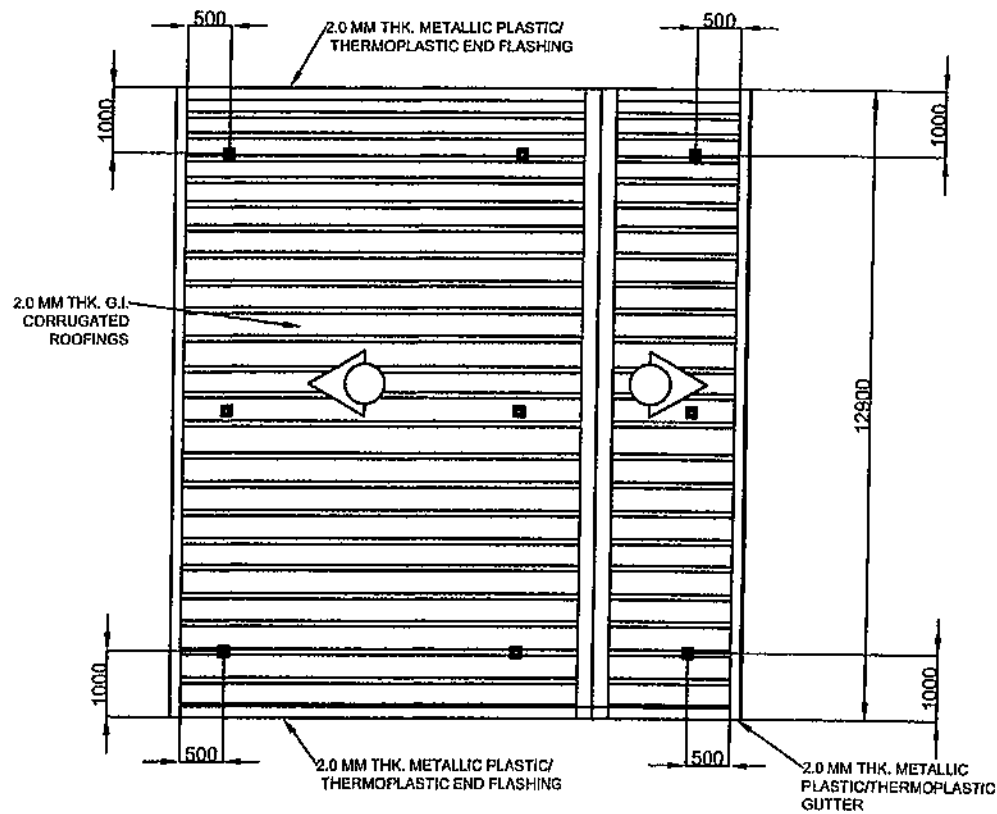 500
2.0 MM THK. METALLIC PLASTIC/
THERMOPLASTIC END FLASHING
500
1000
1000
2.0 MM THK. G.I.
CORRUGATED
ROOFINGS
12900
1000
1000
500
2.0 MM THK. METALLIC PLASTIC/
THERMOPLASTIC END FLASHING
500
2.0 MM THK. METALLIC
PLASTIC/THERMOPLASTIC
GUTTER